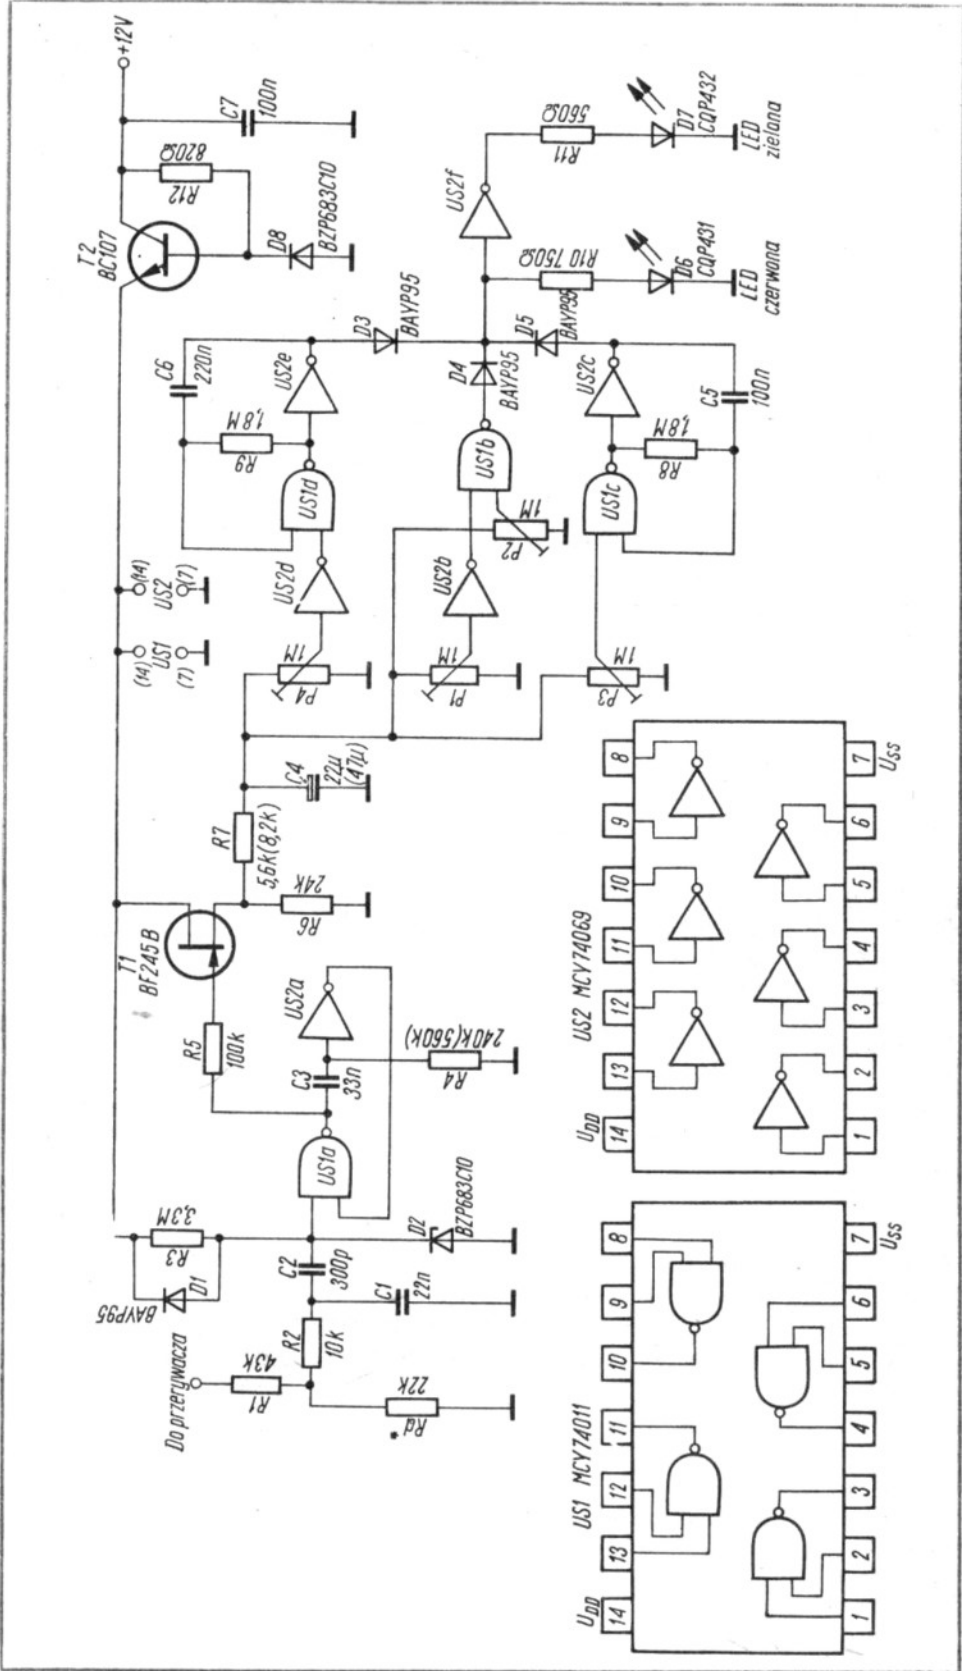 Do przerywacza
R1
43k
Rd
22k
*
R2
10k
C1
22n
C2
300p
BAYP95
D1
R3
3,3M
D2
BZP683C10
US1a
C3
33n
R4
240k(560k)
US2a
R5
100k
T1
BF245B
R6
24k
R7
5,6k(8,2k)
C4
22µ
(47µ)
(14)
US1
(7)
(14)
US2
(7)
P4
1M
P1
1M
P3
1M
P2
1M
US2d
US2b
US1d
US1b
US1c
R9
1,8M
R8
1,8M
C6
220n
C5
100n
US2e
US2c
D3
BAYP95
D4
BAYP95
D5
BAYP95
T2
BC107
R12
820Ω
D8
BZP683C10
C7
100n
+12V
US2f
R10 750Ω
R11
560Ω
D6
CQP431
LED
czerwona
D7
CQP432
LED
zielona
US1 MCY74011
UDD
14
13
12
11
10
9
8
1
2
3
4
5
6
7
USS
US2 MCY74069
UDD
14
13
12
11
10
9
8
1
2
3
4
5
6
7
USS